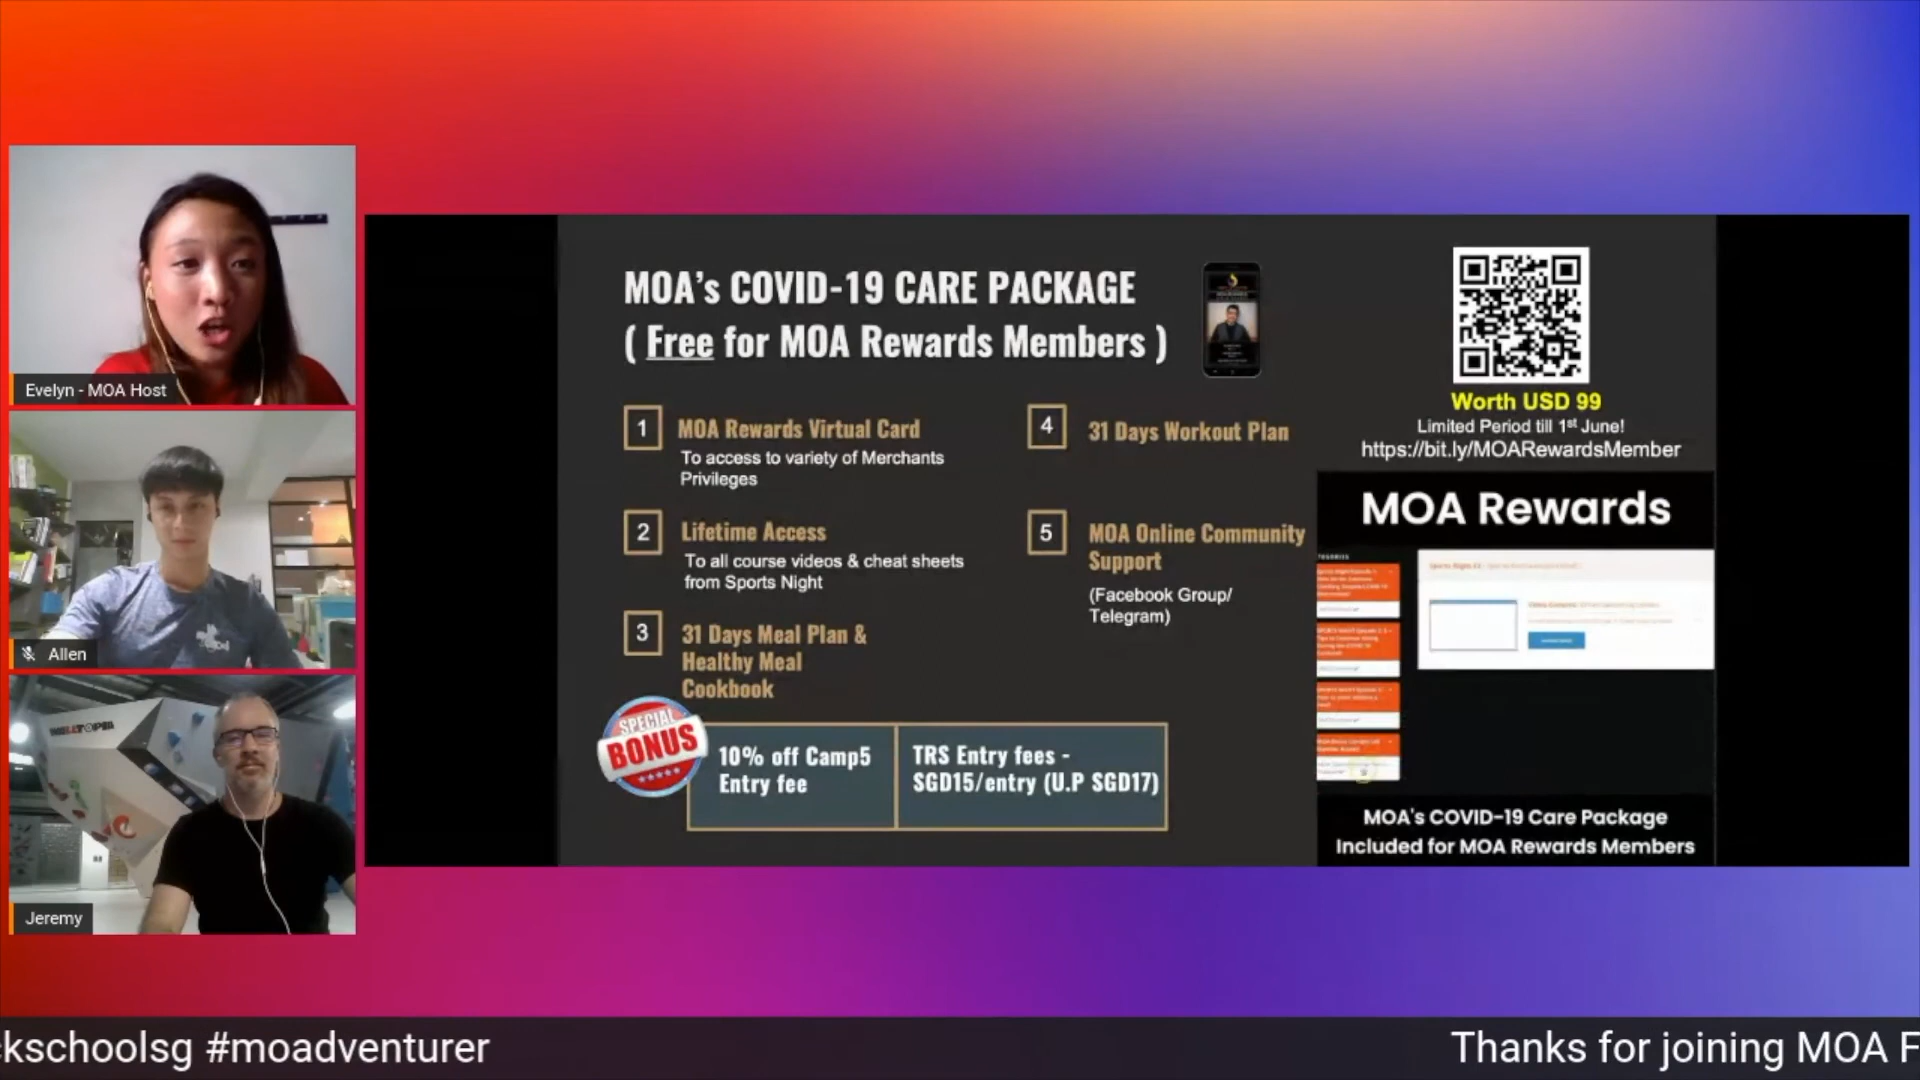 Evelyn - MOA Host
Allen
Jeremy
MOA's COVID-19 CARE PACKAGE
( Free for MOA Rewards Members )
1
MOA Rewards Virtual Card
To access to variety of Merchants
Privileges
2
Lifetime Access
To all course videos & cheat sheets
from Sports Night
3
31 Days Meal Plan &
Healthy Meal
Cookbook
4
31 Days Workout Plan
5
MOA Online Community
Support
(Facebook Group/
Telegram)
SPECIAL
BONUS
10% off Camp5
Entry fee
TRS Entry fees -
SGD15/entry (U.P SGD17)
Worth USD 99
Limited Period till 1st June!
https://bit.ly/MOARewardsMember
MOA Rewards
MOA's COVID-19 Care Package
Included for MOA Rewards Members
ckschoolsg #moadventurer
Thanks for joining MOA F